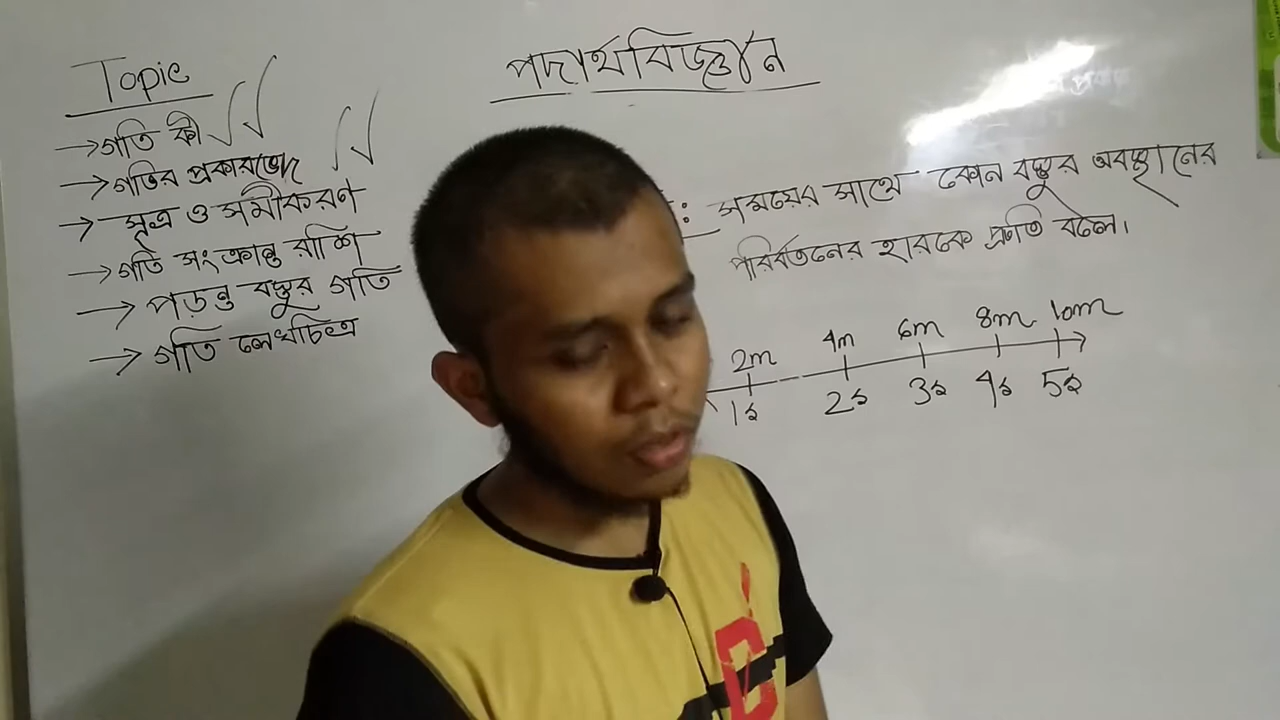 পদার্থবিজ্ঞান
Topic
→গতি কী
→গতির প্রকারভেদ
→ সূত্র ও সমীকরণ
→গতি সংক্রান্ত রাশি
→ পড়ন্ত বস্তুর গতি
→ গতি লেখচিত্র
: সময়ের সাথে কোন বস্তুর অবস্থানের
পরিবর্তনের হারকে গতি বলে।
2m 4m 6m 8m 10m
1s 2s 3s 4s 5s